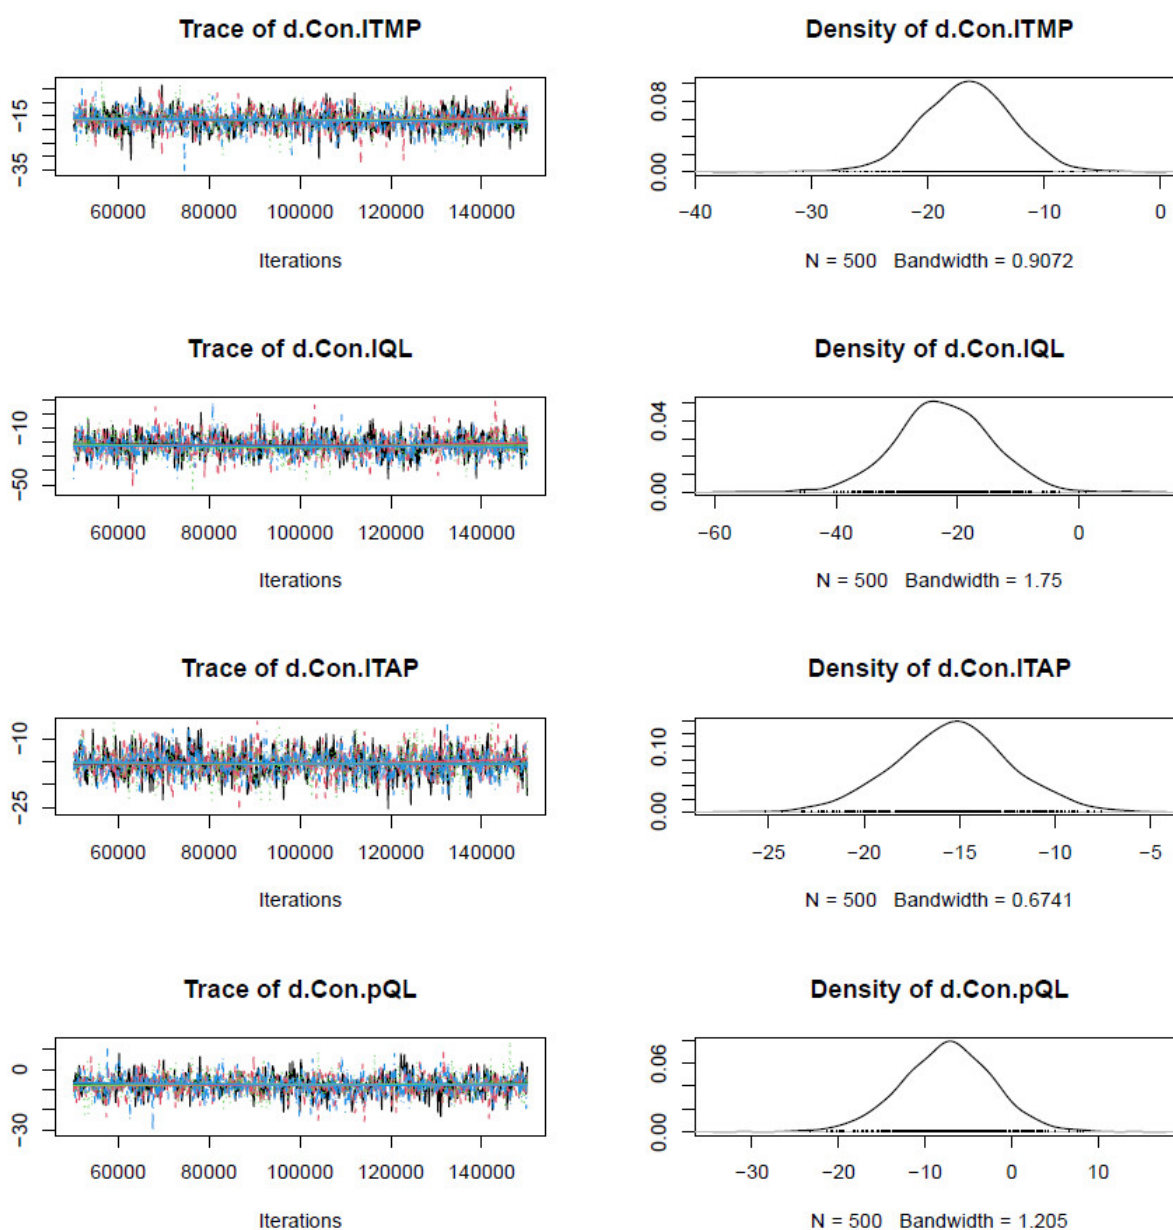 Trace of d.Con.ITMP
Density of d.Con.ITMP
−15
−35
60000 80000 100000 120000 140000
Iterations
0.08
0.00
−40 −30 −20 −10 0
N = 500 Bandwidth = 0.9072
Trace of d.Con.IQL
Density of d.Con.IQL
−10
−50
60000 80000 100000 120000 140000
Iterations
0.04
0.00
−60 −40 −20 0
N = 500 Bandwidth = 1.75
Trace of d.Con.ITAP
Density of d.Con.ITAP
−10
−25
60000 80000 100000 120000 140000
Iterations
0.10
0.00
−25 −20 −15 −10 −5
N = 500 Bandwidth = 0.6741
Trace of d.Con.pQL
Density of d.Con.pQL
0
−30
60000 80000 100000 120000 140000
Iterations
0.06
0.00
−30 −20 −10 0 10
N = 500 Bandwidth = 1.205